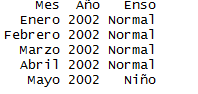 Mes Año Enso
Enero 2002 Normal
Febrero 2002 Normal
Marzo 2002 Normal
Abril 2002 Normal
Mayo 2002 Niño